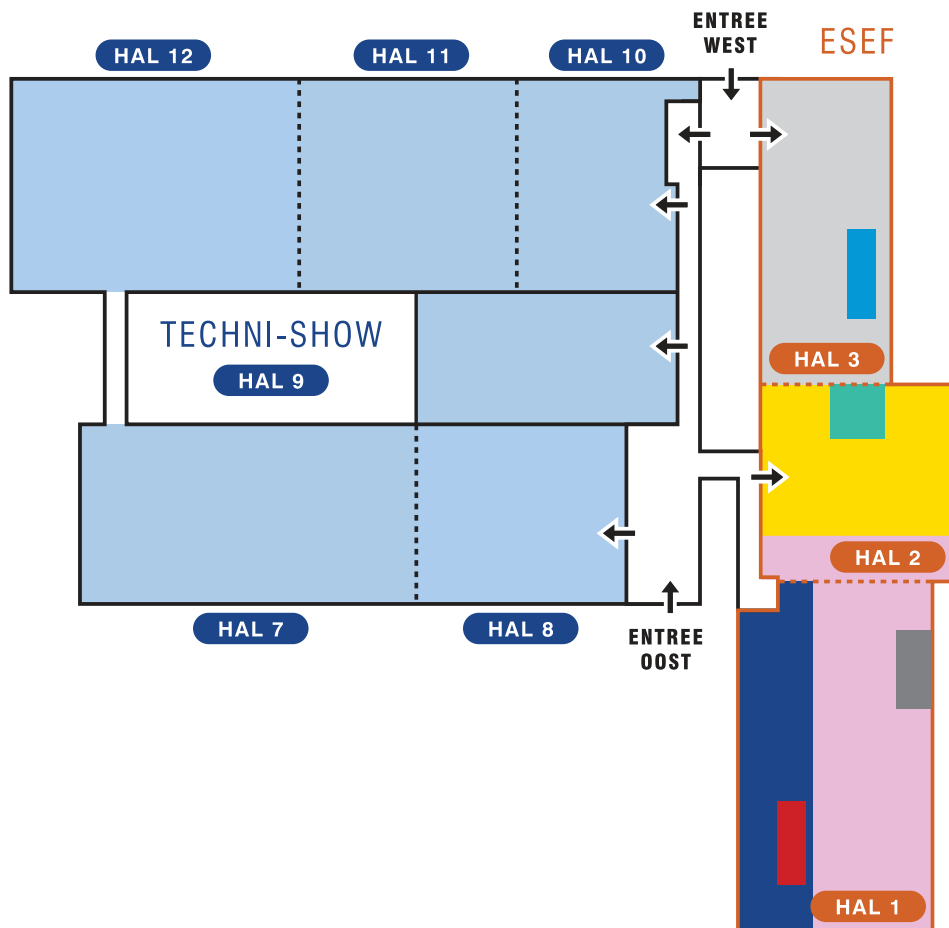 ENTREE
WEST
ESEF
HAL 12
HAL 11
HAL 10
TECHNI-SHOW
HAL 9
HAL 3
HAL 2
HAL 7
HAL 8
ENTREE
OOST
HAL 1